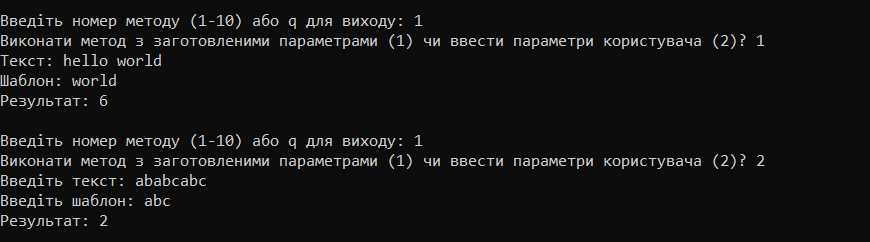 Введіть номер методу (1-10) або q для виходу: 1
Виконати метод з заготовленими параметрами (1) чи ввести параметри користувача (2)? 1
Текст: hello world
Шаблон: world
Результат: 6
Введіть номер методу (1-10) або q для виходу: 1
Виконати метод з заготовленими параметрами (1) чи ввести параметри користувача (2)? 2
Введіть текст: ababcabc
Введіть шаблон: abc
Результат: 2